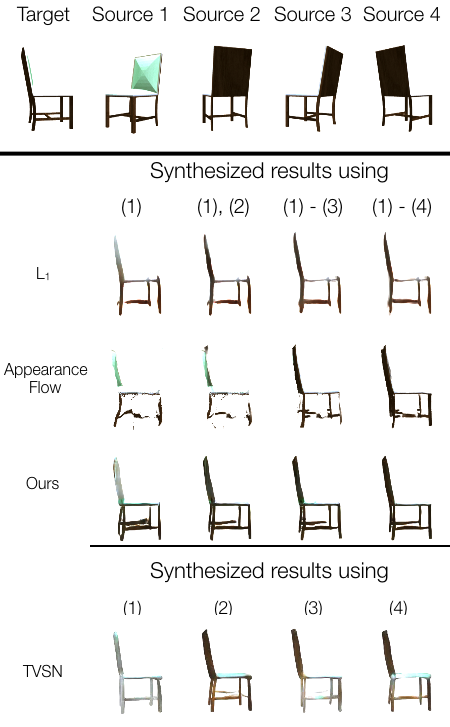 Target Source 1 Source 2 Source 3 Source 4
Synthesized results using
(1) (1), (2) (1) - (3) (1) - (4)
L₁
Appearance
Flow
Ours
Synthesized results using
(1) (2) (3) (4)
TVSN